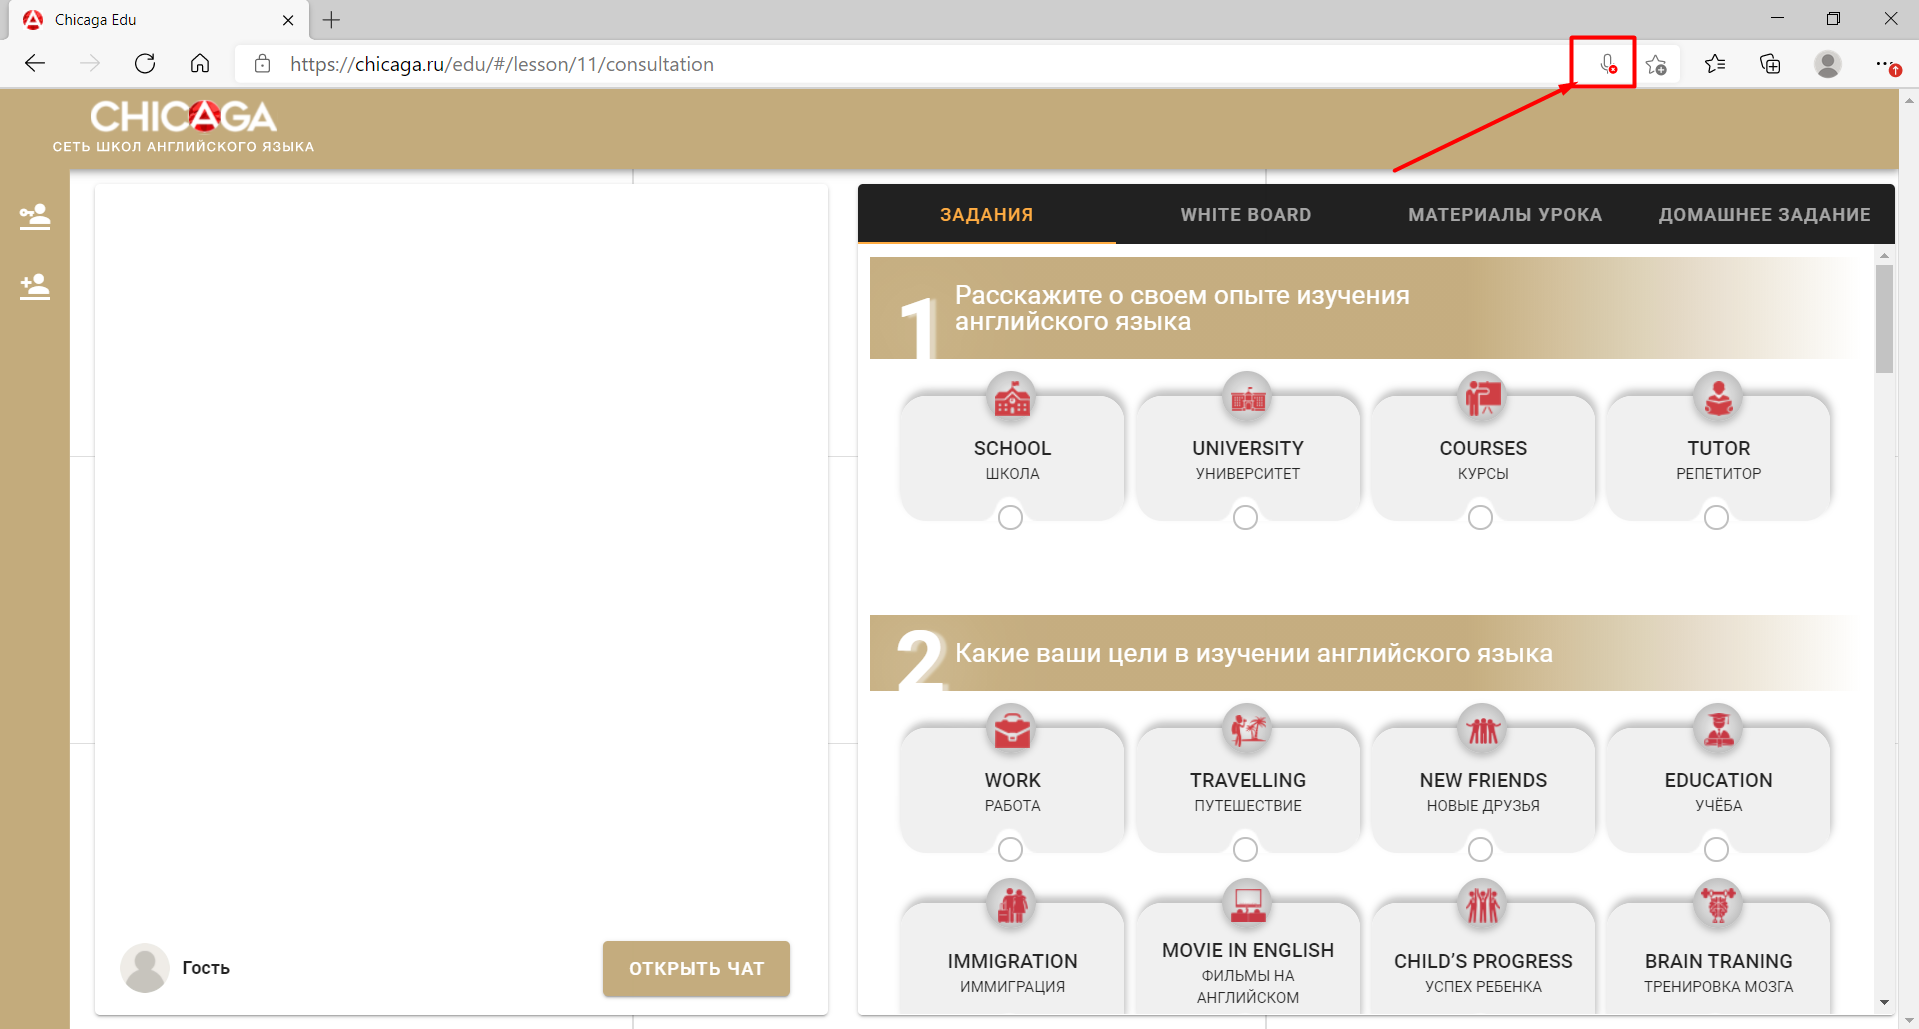 Chicaga Edu
https://chicaga.ru/edu/#/lesson/11/consultation
CHICAGA
СЕТЬ ШКОЛ АНГЛИЙСКОГО ЯЗЫКА
ЗАДАНИЯ
WHITE BOARD
МАТЕРИАЛЫ УРОКА
ДОМАШНЕЕ ЗАДАНИЕ
1
Расскажите о своем опыте изучения
английского языка
SCHOOL
ШКОЛА
UNIVERSITY
УНИВЕРСИТЕТ
COURSES
КУРСЫ
TUTOR
РЕПЕТИТОР
2
Какие ваши цели в изучении английского языка
WORK
РАБОТА
TRAVELLING
ПУТЕШЕСТВИЕ
NEW FRIENDS
НОВЫЕ ДРУЗЬЯ
EDUCATION
УЧЁБА
IMMIGRATION
ИММИГРАЦИЯ
MOVIE IN ENGLISH
ФИЛЬМЫ НА
АНГЛИЙСКОМ
CHILD'S PROGRESS
УСПЕХ РЕБЕНКА
BRAIN TRANING
ТРЕНИРОВКА МОЗГА
Гость
ОТКРЫТЬ ЧАТ